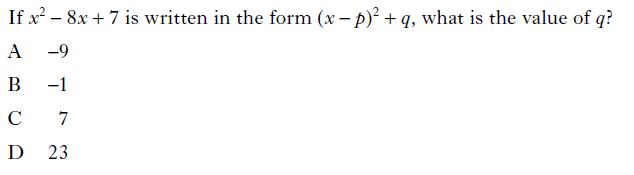 If x² – 8x + 7 is written in the form (x – p)² + q, what is the value of q?
A –9
B –1
C 7
D 23